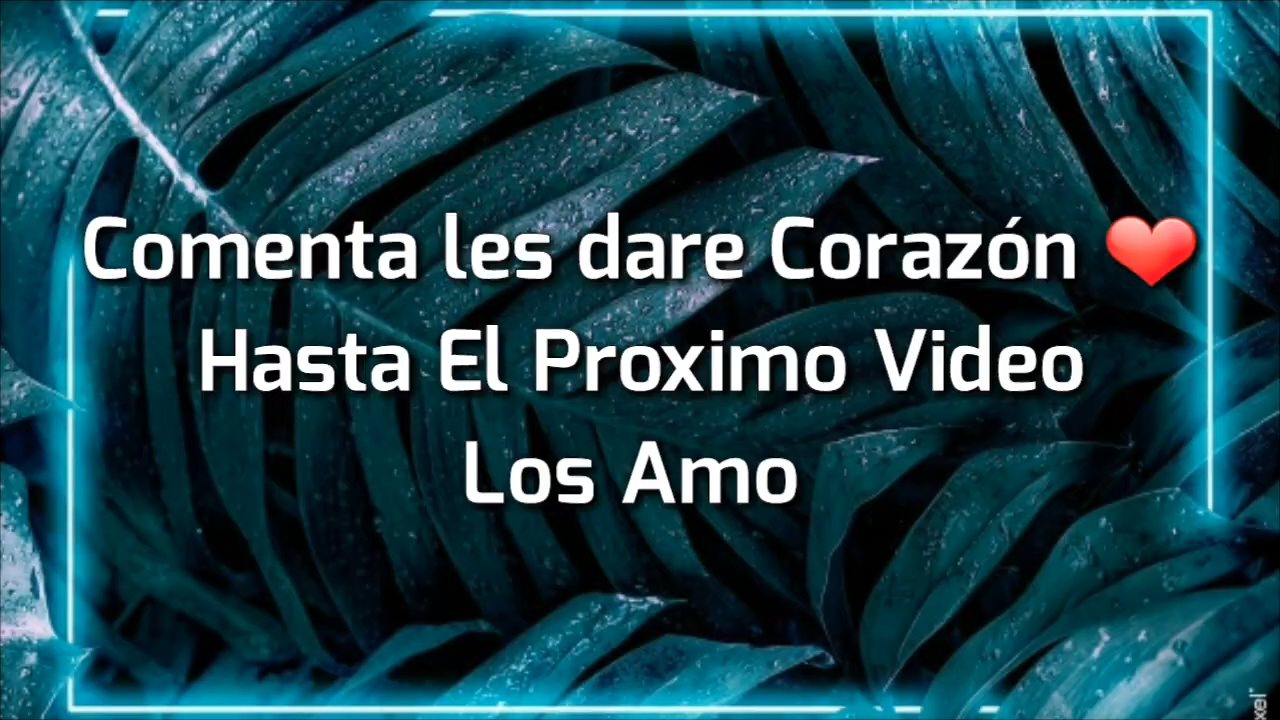 Comenta les dare Corazón ❤
Hasta El Proximo Video
Los Amo